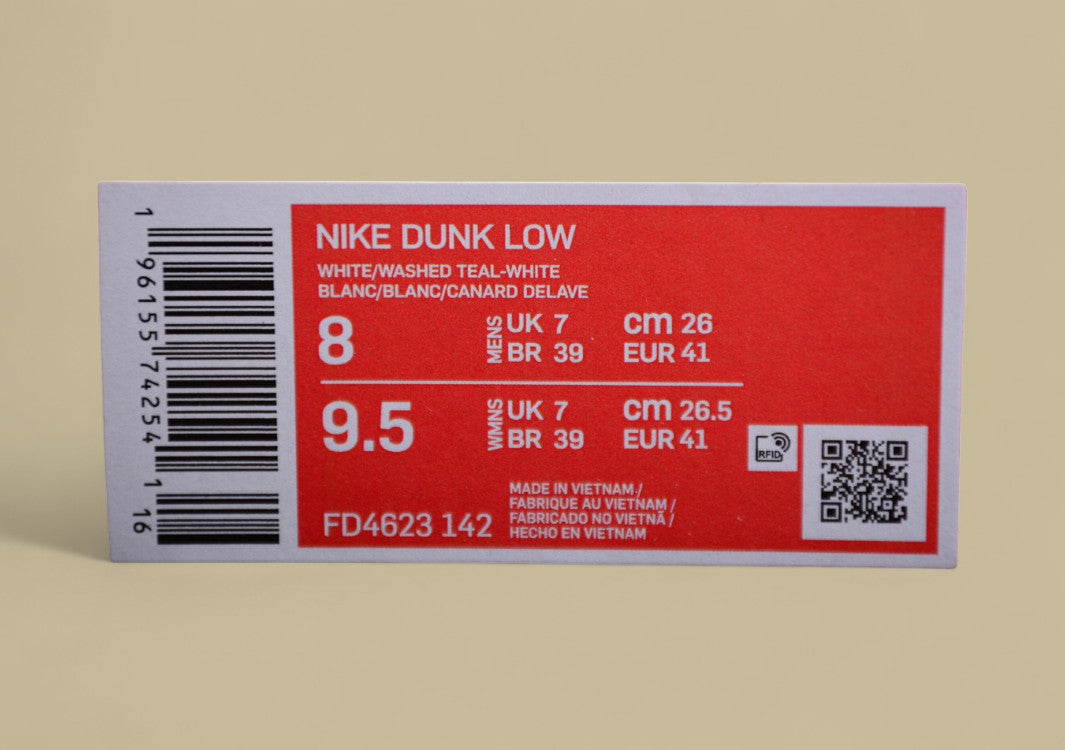 1 96155 74254 1 16
NIKE DUNK LOW
WHITE/WASHED TEAL-WHITE
BLANC/BLANC/CANARD DELAVE
8 MENS UK 7 cm 26
BR 39 EUR 41
9.5 WMNS UK 7 cm 26.5
BR 39 EUR 41
RFID
MADE IN VIETNAM /
FABRIQUE AU VIETNAM /
FABRICADO NO VIETNÃ /
HECHO EN VIETNAM
FD4623 142